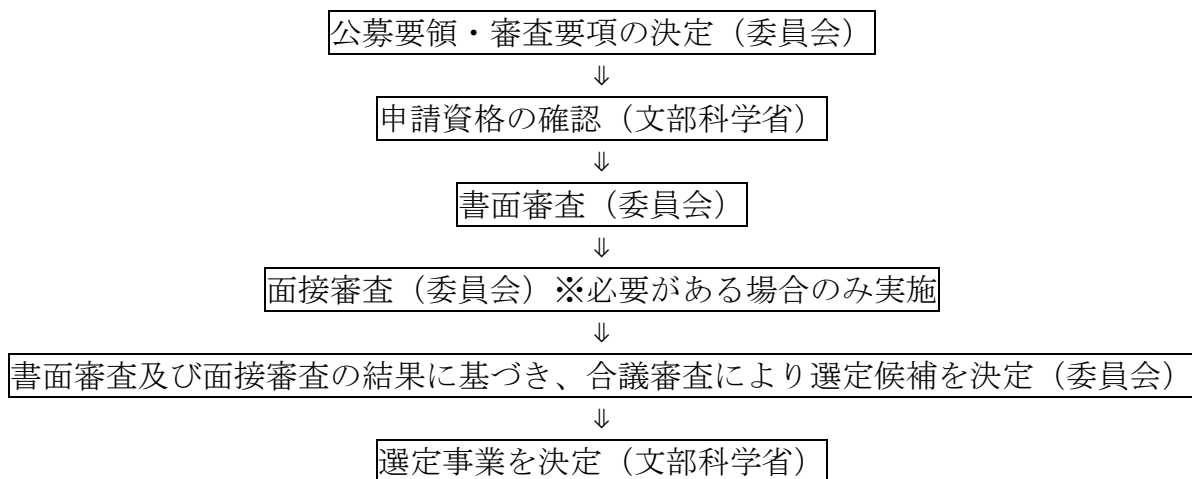 公募要領・審査要項の決定（委員会）
⇓
申請資格の確認（文部科学省）
⇓
書面審査（委員会）
⇓
面接審査（委員会）※必要がある場合のみ実施
⇓
書面審査及び面接審査の結果に基づき、合議審査により選定候補を決定（委員会）
⇓
選定事業を決定（文部科学省）